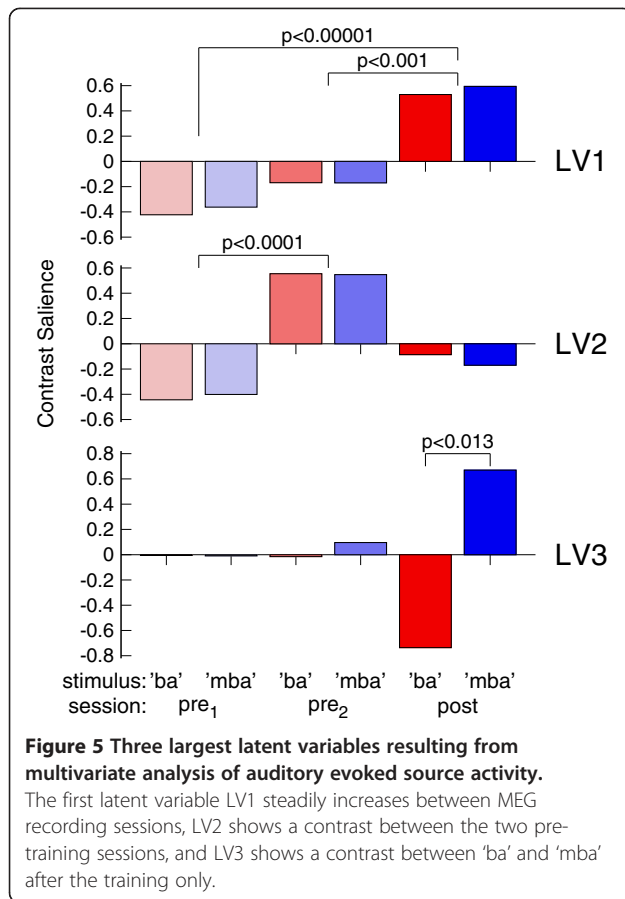 p<0.00001
p<0.001
0.6
0.4
0.2
0
-0.2
-0.4
-0.6
LV1
p<0.0001
0.6
0.4
0.2
0
-0.2
-0.4
-0.6
LV2
Contrast Salience
p<0.013
0.8
0.6
0.4
0.2
0
-0.2
-0.4
-0.6
-0.8
LV3
stimulus: 'ba' 'mba' 'ba' 'mba' 'ba' 'mba'
session: pre1 pre2 post
Figure 5 Three largest latent variables resulting from
multivariate analysis of auditory evoked source activity.
The first latent variable LV1 steadily increases between MEG
recording sessions, LV2 shows a contrast between the two pre-
training sessions, and LV3 shows a contrast between ‘ba’ and ‘mba’
after the training only.